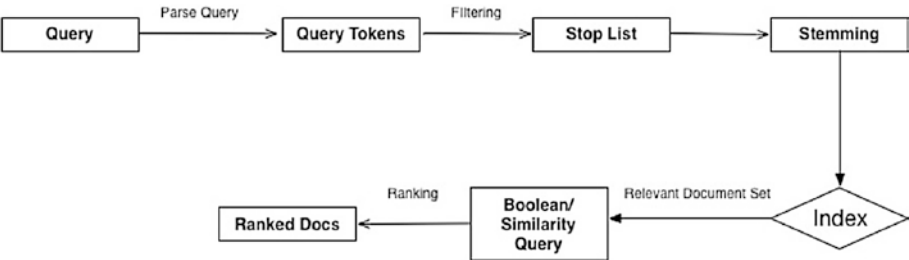 Parse Query
Filtering
Query
Query Tokens
Stop List
Stemming
Relevant Document Set
Ranking
Index
Boolean/
Similarity
Query
Ranked Docs